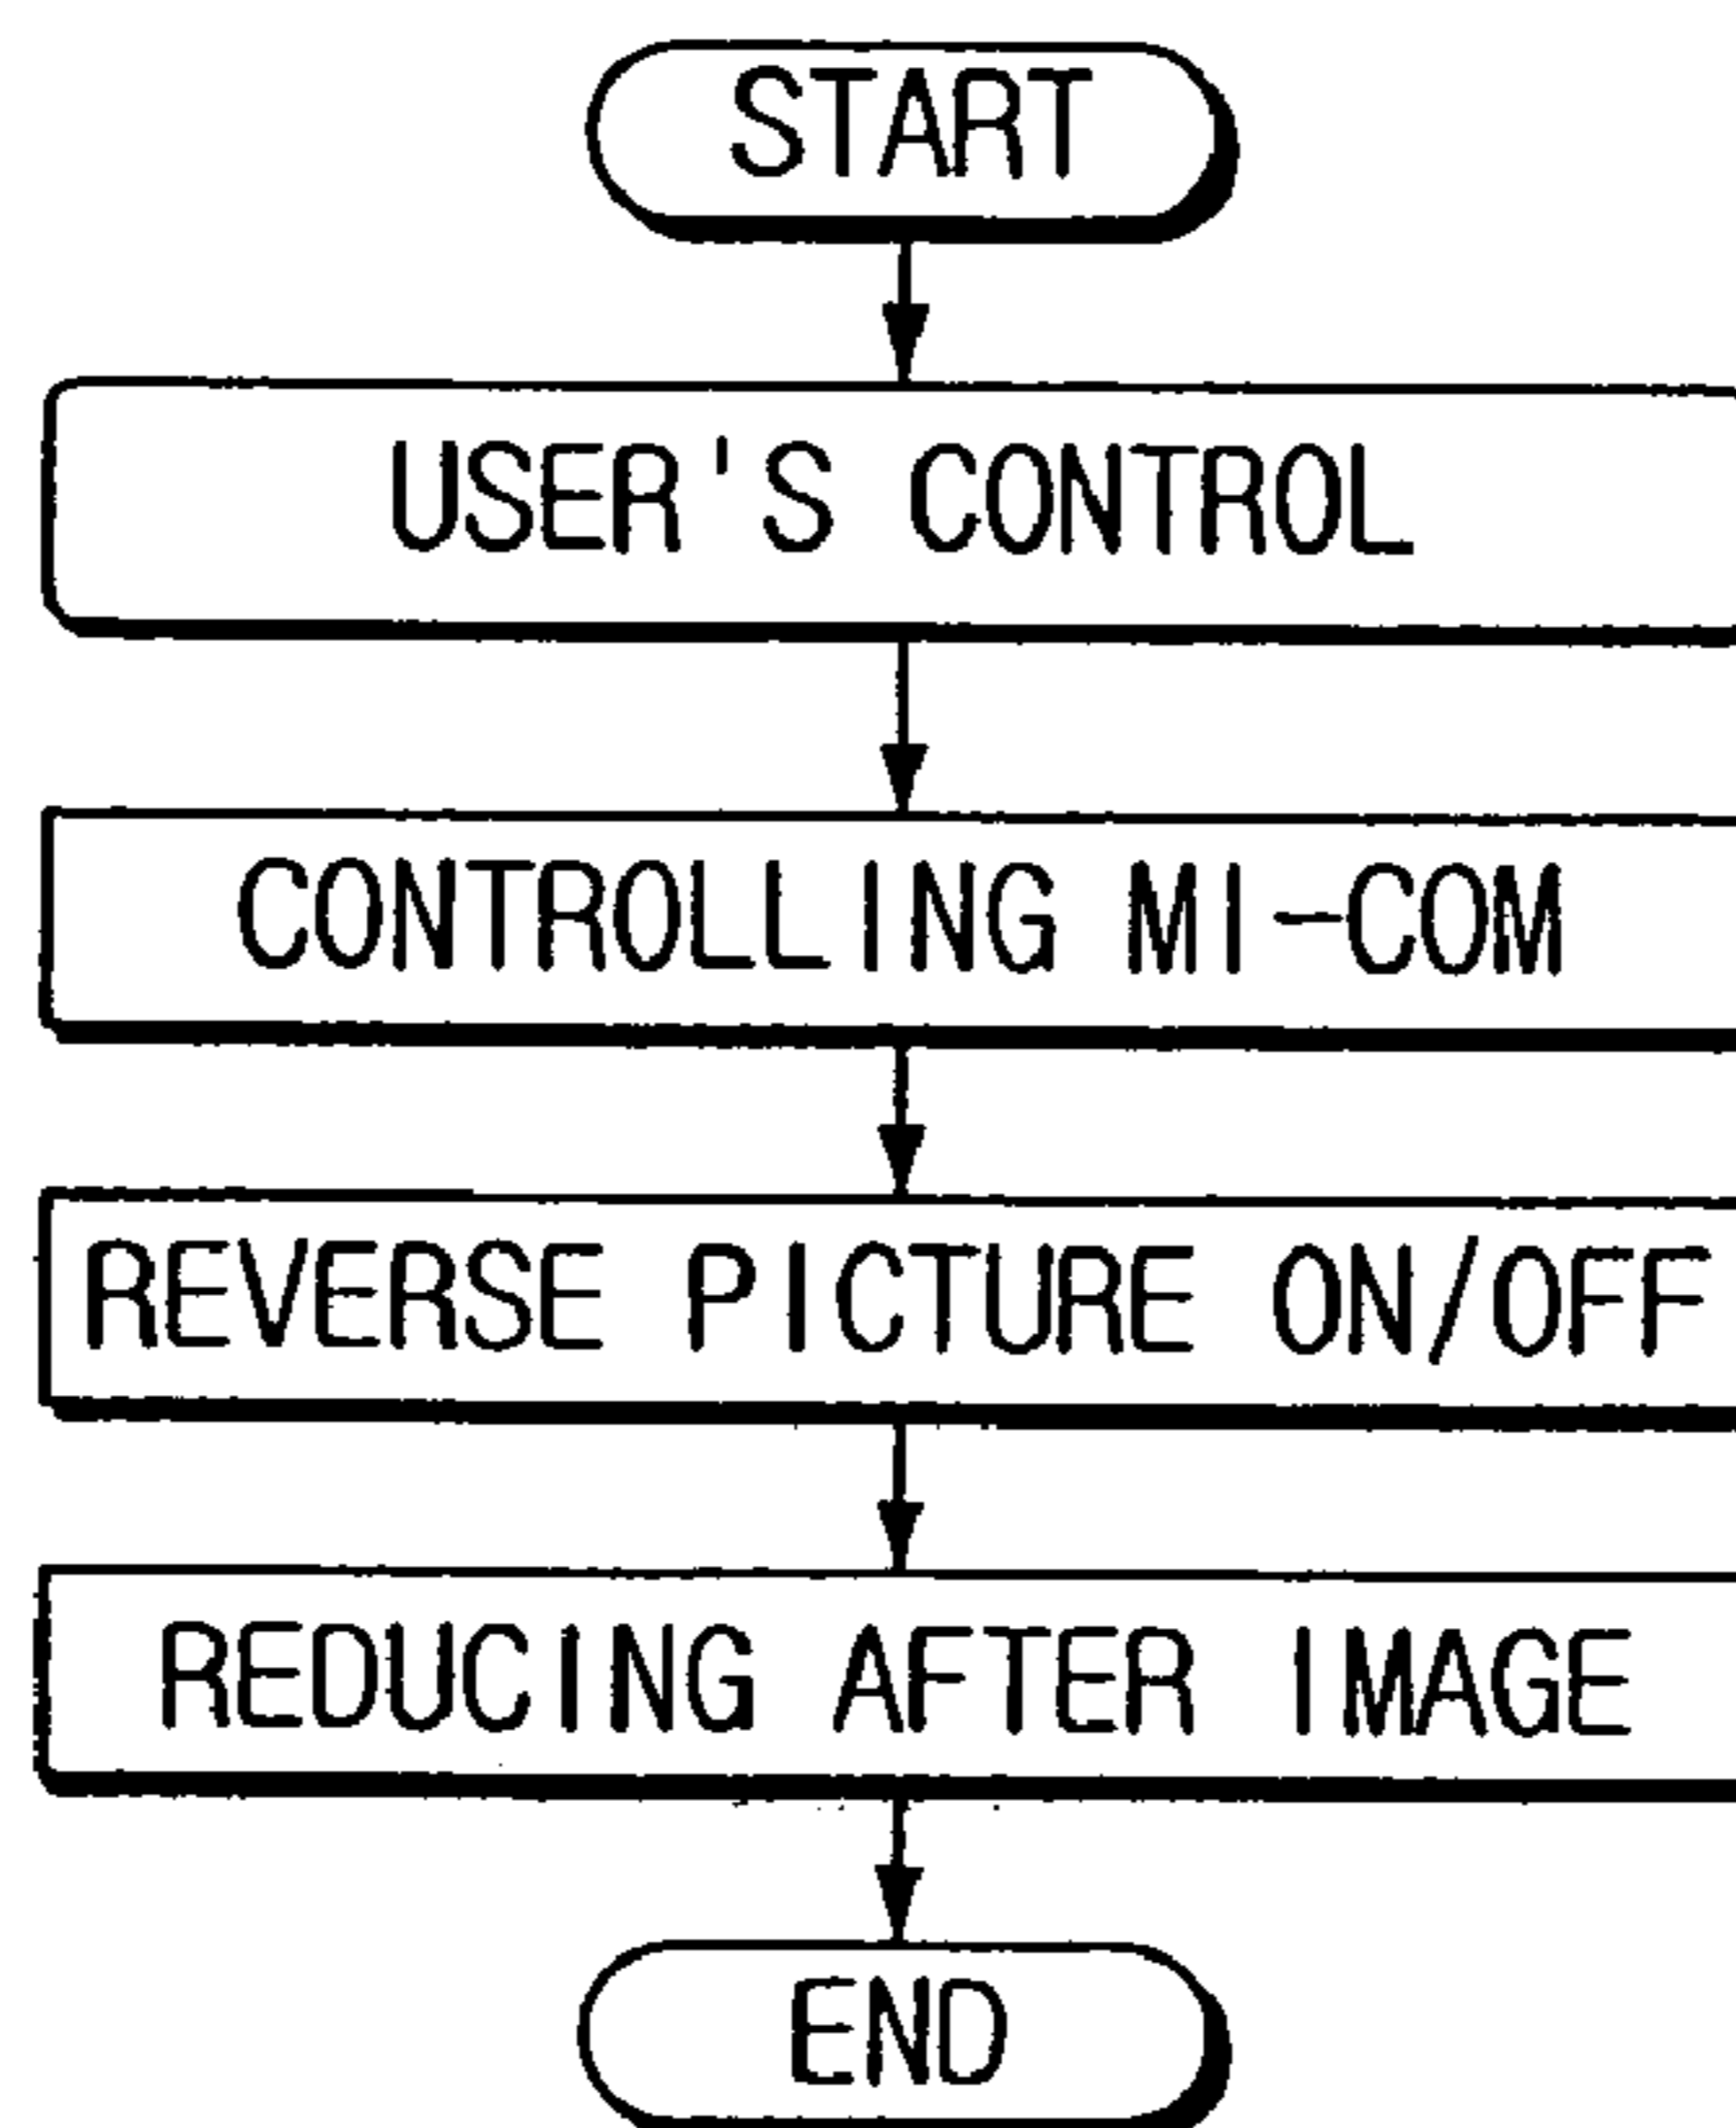 START
USER'S CONTROL
CONTROLLING MI-COM
REVERSE PICTURE ON/OFF
REDUCING AFTER IMAGE
END